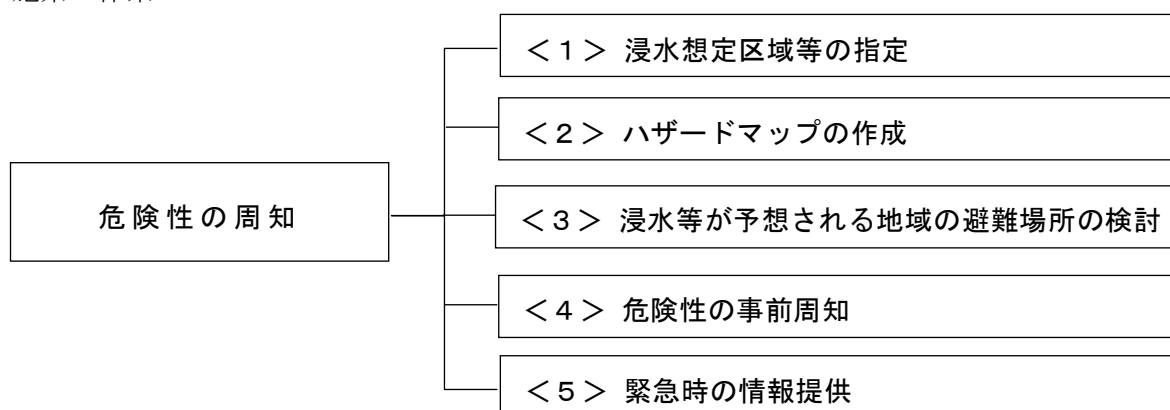 ＜１＞ 浸水想定区域等の指定
＜２＞ ハザードマップの作成
危険性の周知
＜３＞ 浸水等が予想される地域の避難場所の検討
＜４＞ 危険性の事前周知
＜５＞ 緊急時の情報提供